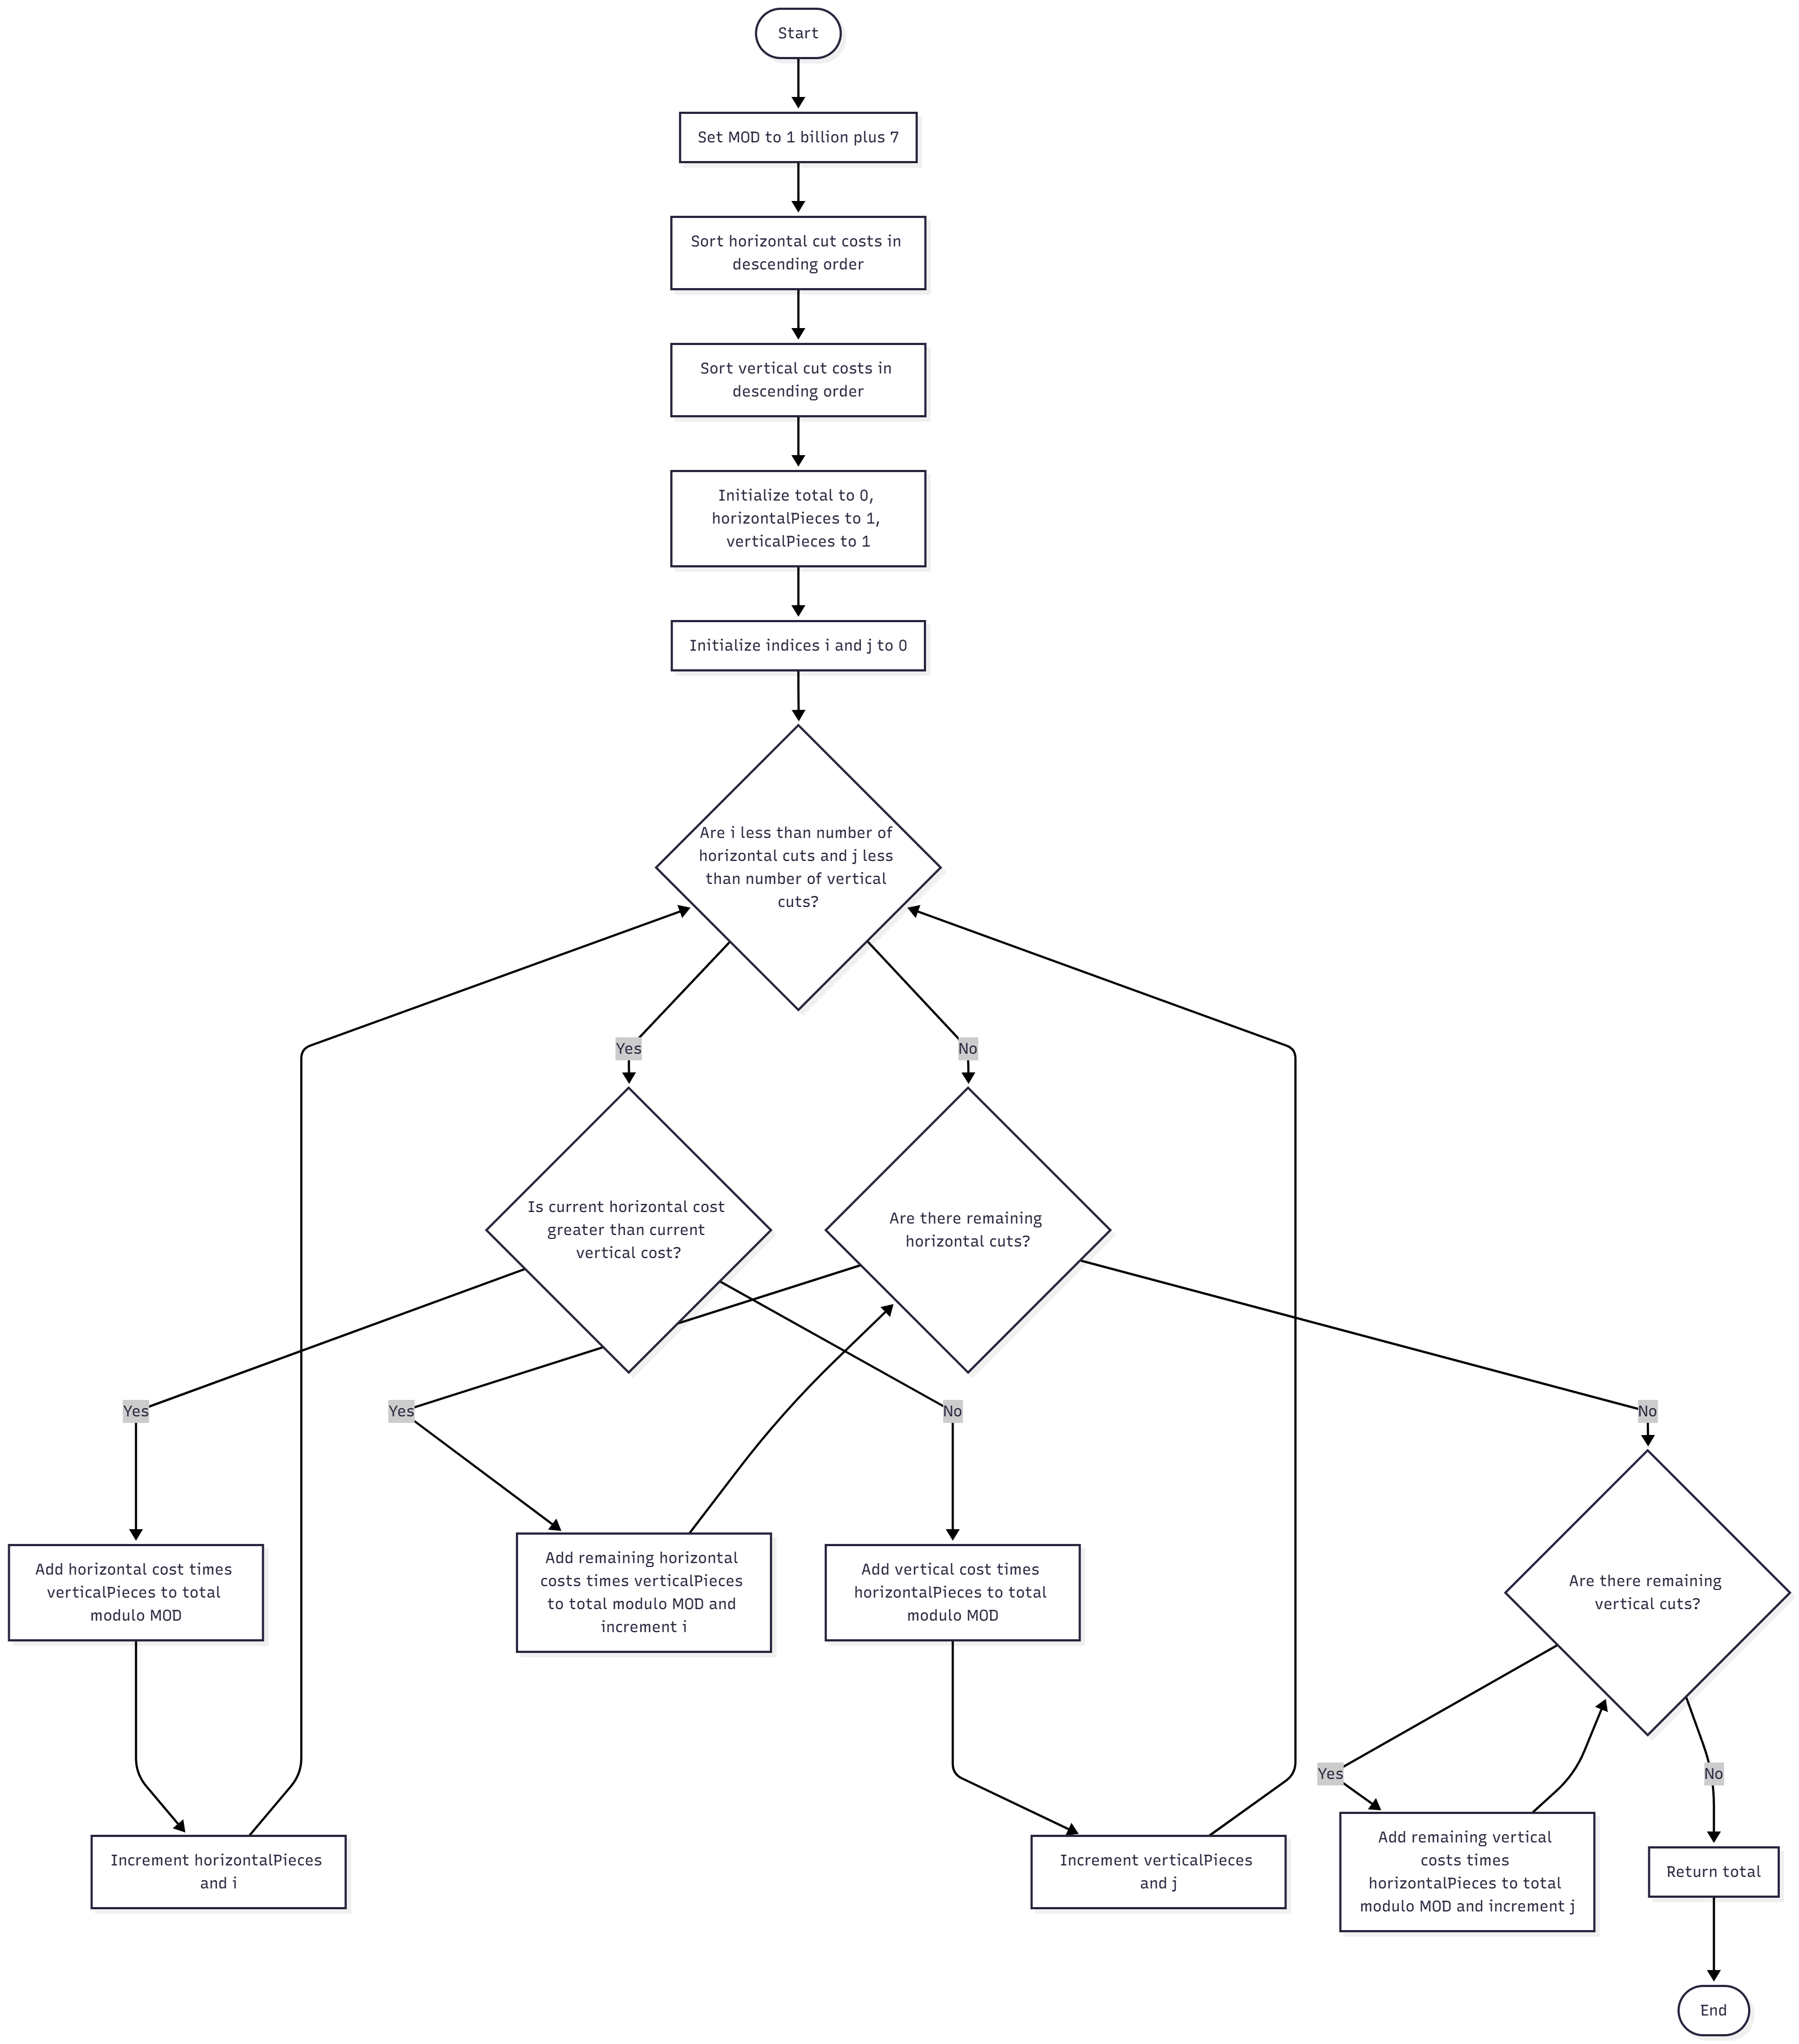 Start
Set MOD to 1 billion plus 7
Sort horizontal cut costs in
descending order
Sort vertical cut costs in
descending order
Initialize total to 0,
horizontalPieces to 1,
verticalPieces to 1
Initialize indices i and j to 0
Are i less than number of
horizontal cuts and j less
than number of vertical
cuts?
Yes
No
Is current horizontal cost
greater than current
vertical cost?
Are there remaining
horizontal cuts?
Yes
Yes
No
No
Add horizontal cost times
verticalPieces to total
modulo MOD
Add remaining horizontal
costs times verticalPieces
to total modulo MOD and
increment i
Add vertical cost times
horizontalPieces to total
modulo MOD
Are there remaining
vertical cuts?
Yes
No
Increment horizontalPieces
and i
Increment verticalPieces
and j
Add remaining vertical
costs times
horizontalPieces to total
modulo MOD and increment j
Return total
End